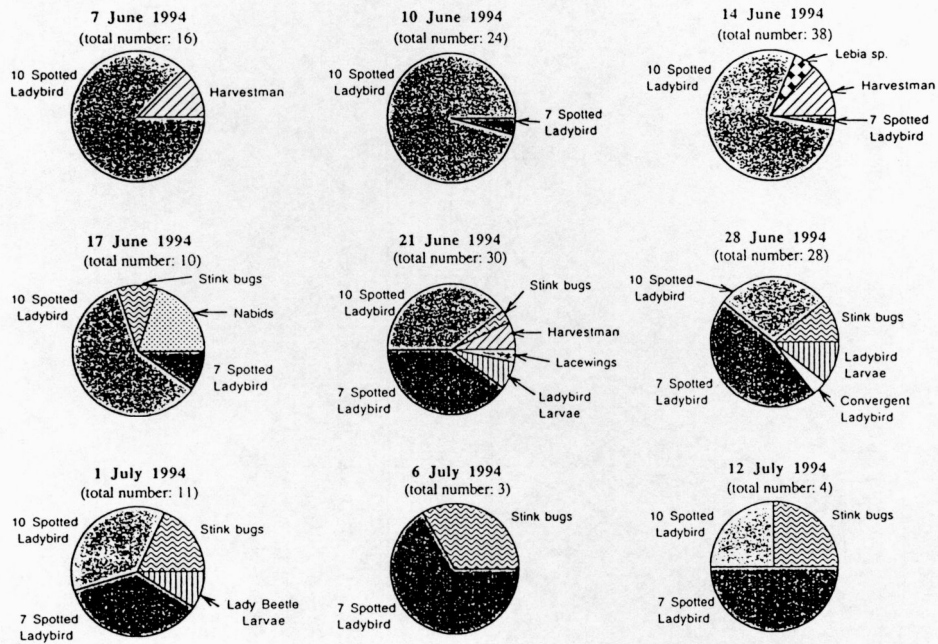 7 June 1994
(total number: 16)
10 Spotted
Ladybird
Harvestman
10 June 1994
(total number: 24)
10 Spotted
Ladybird
7 Spotted
Ladybird
14 June 1994
(total number: 38)
10 Spotted
Ladybird
Lebia sp.
Harvestman
7 Spotted
Ladybird
17 June 1994
(total number: 10)
10 Spotted
Ladybird
Stink bugs
Nabids
7 Spotted
Ladybird
21 June 1994
(total number: 30)
10 Spotted
Ladybird
Stink bugs
Harvestman
Lacewings
7 Spotted
Ladybird
Ladybird
Larvae
28 June 1994
(total number: 28)
10 Spotted
Ladybird
Stink bugs
Ladybird
Larvae
7 Spotted
Ladybird
Convergent
Ladybird
1 July 1994
(total number: 11)
10 Spotted
Ladybird
Stink bugs
7 Spotted
Ladybird
Lady Beetle
Larvae
6 July 1994
(total number: 3)
Stink bugs
7 Spotted
Ladybird
12 July 1994
(total number: 4)
10 Spotted
Ladybird
Stink bugs
7 Spotted
Ladybird